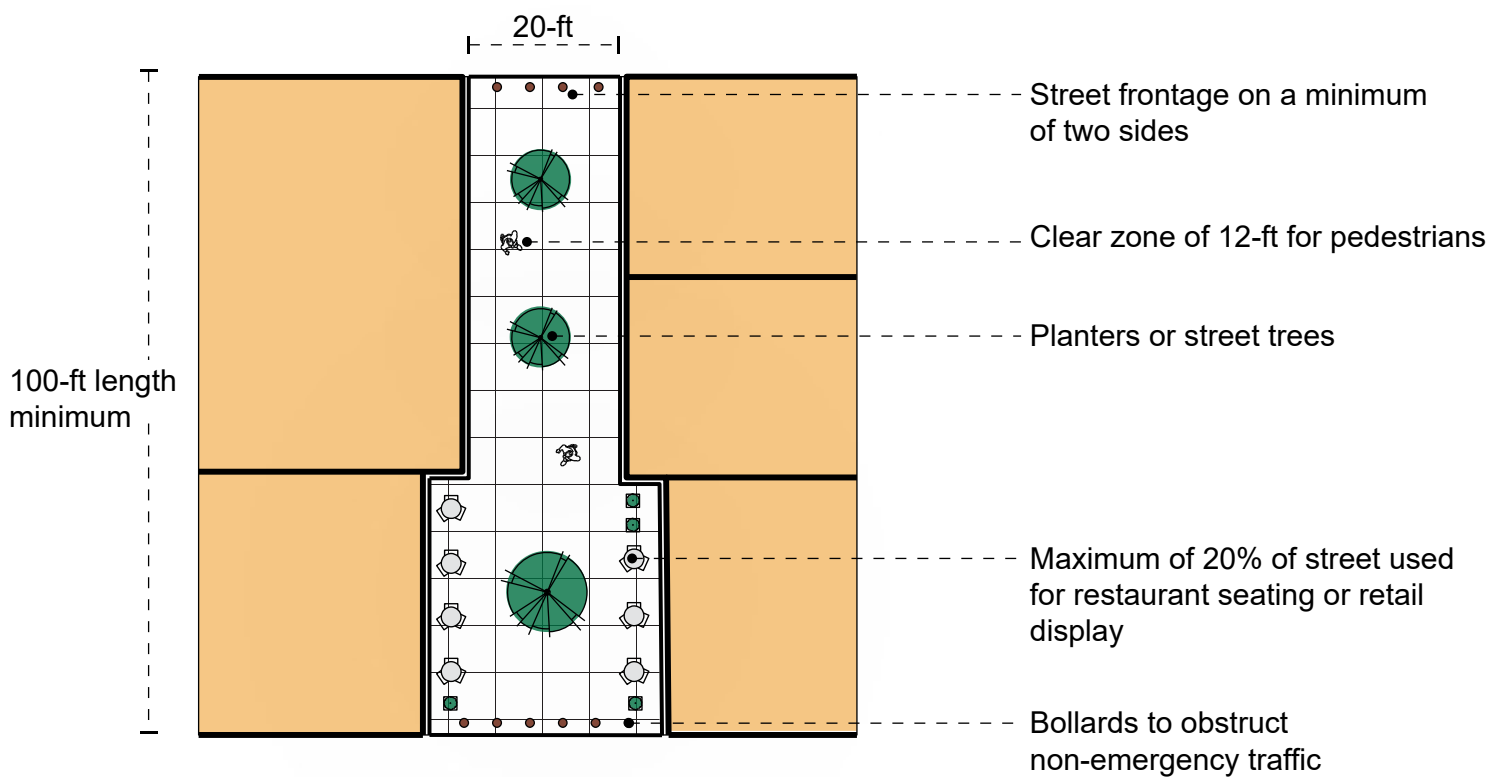 20-ft
Street frontage on a minimum
of two sides
Clear zone of 12-ft for pedestrians
Planters or street trees
100-ft length
minimum
Maximum of 20% of street used
for restaurant seating or retail
display
Bollards to obstruct
non-emergency traffic